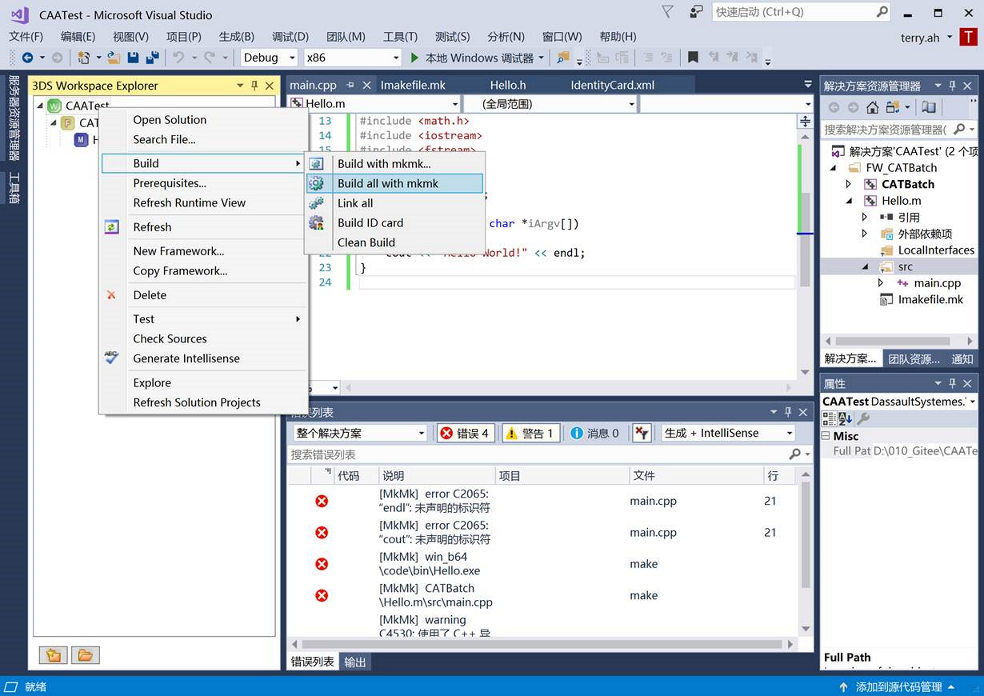 CAATest - Microsoft Visual Studio
快速启动 (Ctrl+Q)
文件(F) 编辑(E) 视图(V) 项目(P) 生成(B) 调试(D) 团队(M) 工具(T) 测试(S) 分析(N) 窗口(W) 帮助(H)
terry.ah T
Debug x86 本地 Windows 调试器
服务器资源管理器
工具箱
3DS Workspace Explorer
CAATest
CAT
H
Open Solution
Search File...
Build
Prerequisites...
Refresh Runtime View
Refresh
New Framework...
Copy Framework...
Delete
Test
Check Sources
Generate Intellisense
Explore
Refresh Solution Projects
Build with mkmk...
Build all with mkmk
Link all
Build ID card
Clean Build
main.cpp Imakefile.mk Hello.h IdentityCard.xml
Hello.m (全局范围)
13 #include <math.h>
14 #include <iostream>
15 #include <fstream>
;
char *iArgv[])
22 cout << "Hello World!" << endl;
23 }
24
错误列表
整个解决方案 错误 4 警告 1 消息 0 生成 + IntelliSense
搜索错误列表
代码 说明 项目 文件 行
[MkMk] error C2065: "endl": 未声明的标识符 main.cpp 21
[MkMk] error C2065: "cout": 未声明的标识符 main.cpp 21
[MkMk] win_b64 \code\bin\Hello.exe make
[MkMk] CATBatch \Hello.m\src\main.cpp make
[MkMk] warning C4530: 使用了 C++ 异
错误列表 输出
解决方案资源管理器
搜索解决方案资源管理器(
解决方案'CAATest' (2 个项
FW_CATBatch
CATBatch
Hello.m
引用
外部依赖项
LocalInterfaces
src
main.cpp
Imakefile.mk
解决方案... 团队资源... 通知
属性
CAATest DassaultSystemes.
Misc
Full Pat D:\010_Gitee\CAATe
Full Path
就绪
添加到源代码管理